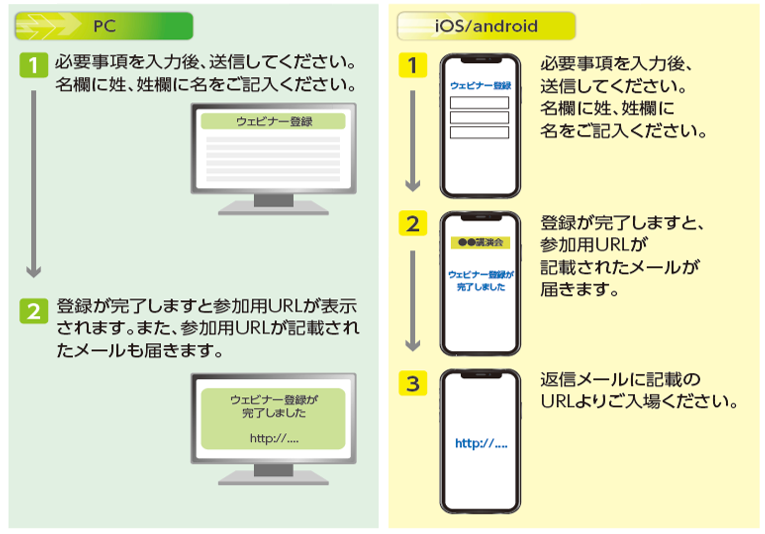 PC
1 必要事項を入力後、送信してください。
名欄に姓、姓欄に名をご記入ください。
ウェビナー登録
2 登録が完了しますと参加用URLが表示
されます。また、参加用URLが記載され
たメールも届きます。
ウェビナー登録が
完了しました
http://....
iOS/android
1 必要事項を入力後、
送信してください。
名欄に姓、姓欄に
名をご記入ください。
ウェビナー登録
2 登録が完了しますと、
参加用URLが
記載されたメールが
届きます。
●●講演会
ウェビナー登録が
完了しました
3 返信メールに記載の
URLよりご入場ください。
http://....